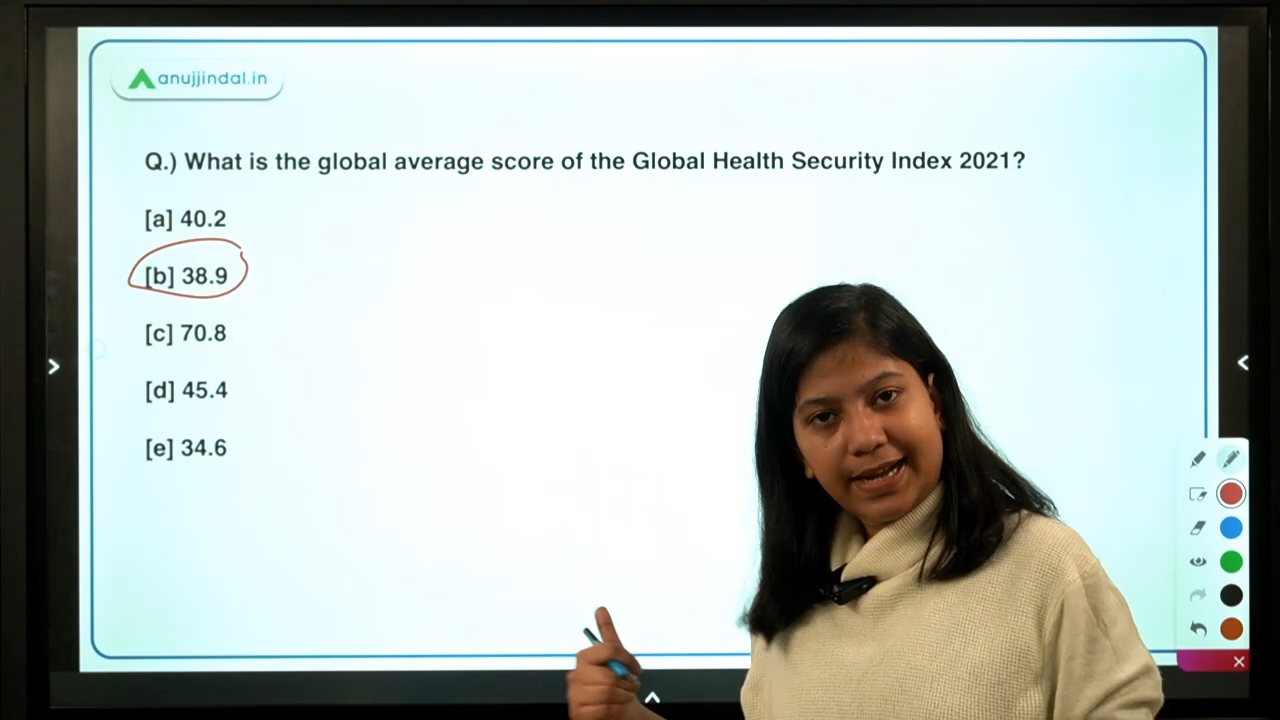 anujjindal.in
Q.) What is the global average score of the Global Health Security Index 2021?
[a] 40.2
[b] 38.9
[c] 70.8
[d] 45.4
[e] 34.6